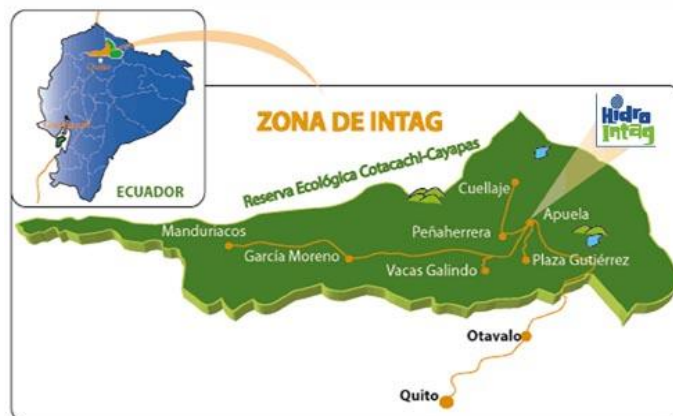 ECUADOR
ZONA DE INTAG
Hidro
Intag
Reserva Ecológica Cotacachi-Cayapas
Cuellaje
Apuela
Peñaherrera
Manduriacos
García Moreno
Vacas Galindo
Plaza Gutiérrez
Otavalo
Quito